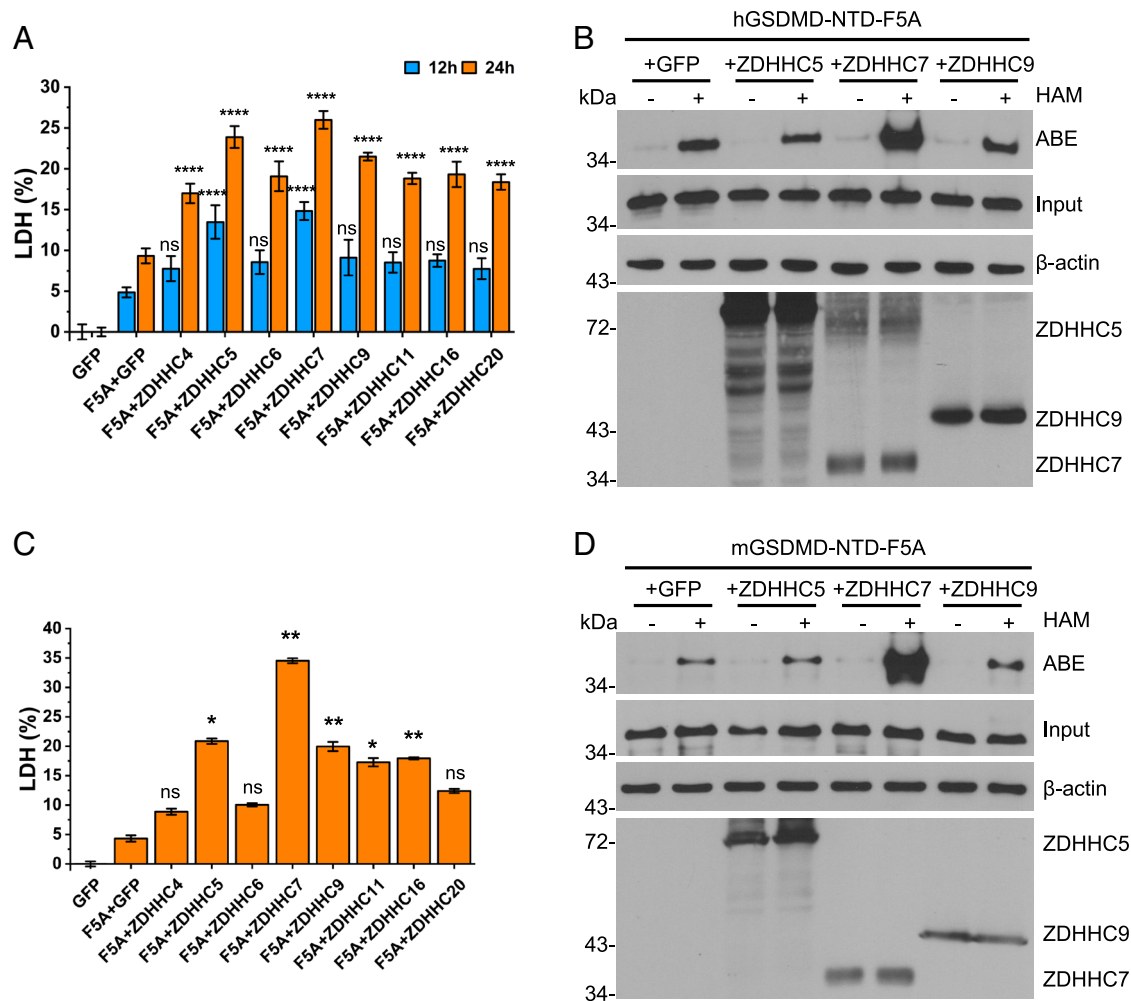 A
12h 24h
LDH (%)
30
25
20
15
10
5
0
**** **** **** **** **** **** **** ****
ns **** ns **** ns ns ns ns
GFP
F5A+GFP
F5A+ZDHHC4
F5A+ZDHHC5
F5A+ZDHHC6
F5A+ZDHHC7
F5A+ZDHHC9
F5A+ZDHHC11
F5A+ZDHHC16
F5A+ZDHHC20
B
hGSDMD-NTD-F5A
+GFP +ZDHHC5 +ZDHHC7 +ZDHHC9
kDa - + - + - + - + HAM
34- ABE
34- Input
43- β-actin
72- ZDHHC5
43- ZDHHC9
34- ZDHHC7
C
LDH (%)
40
35
30
25
20
15
10
5
0
ns * ns ** ** * ** ns
GFP
F5A+GFP
F5A+ZDHHC4
F5A+ZDHHC5
F5A+ZDHHC6
F5A+ZDHHC7
F5A+ZDHHC9
F5A+ZDHHC11
F5A+ZDHHC16
F5A+ZDHHC20
D
mGSDMD-NTD-F5A
+GFP +ZDHHC5 +ZDHHC7 +ZDHHC9
kDa - + - + - + - + HAM
34- ABE
34- Input
43- β-actin
72- ZDHHC5
43- ZDHHC9
34- ZDHHC7